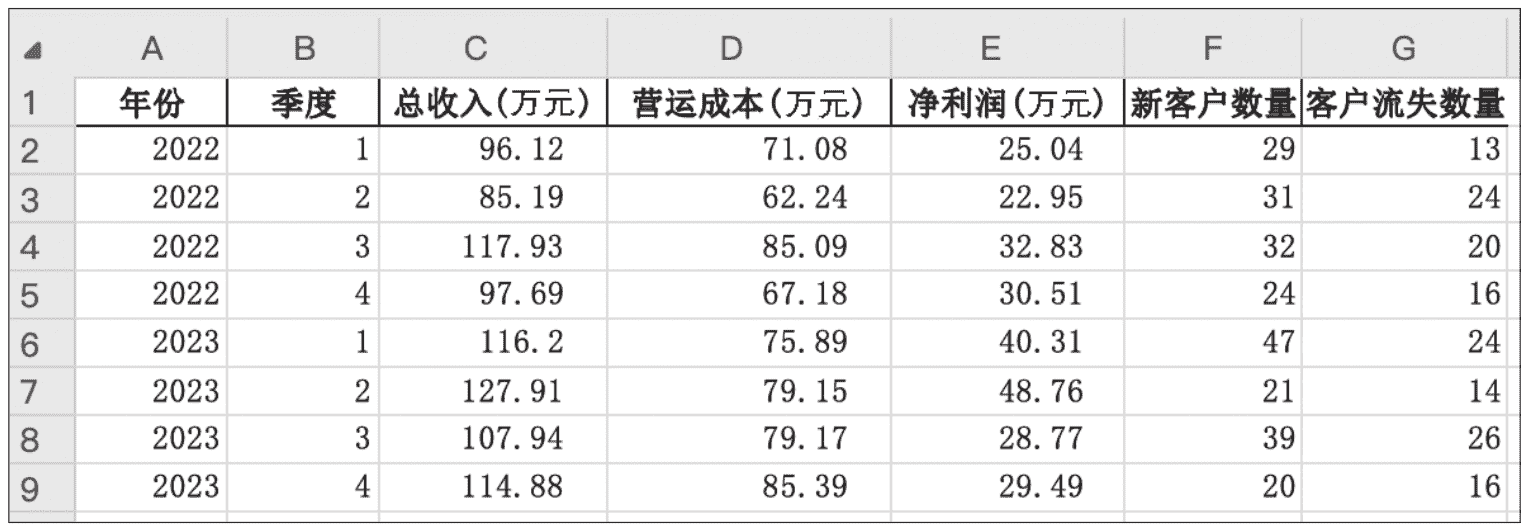 A B C D E F G
1 年份 季度 总收入(万元) 营运成本(万元) 净利润(万元) 新客户数量 客户流失数量
2 2022 1 96.12 71.08 25.04 29 13
3 2022 2 85.19 62.24 22.95 31 24
4 2022 3 117.93 85.09 32.83 32 20
5 2022 4 97.69 67.18 30.51 24 16
6 2023 1 116.2 75.89 40.31 47 24
7 2023 2 127.91 79.15 48.76 21 14
8 2023 3 107.94 79.17 28.77 39 26
9 2023 4 114.88 85.39 29.49 20 16